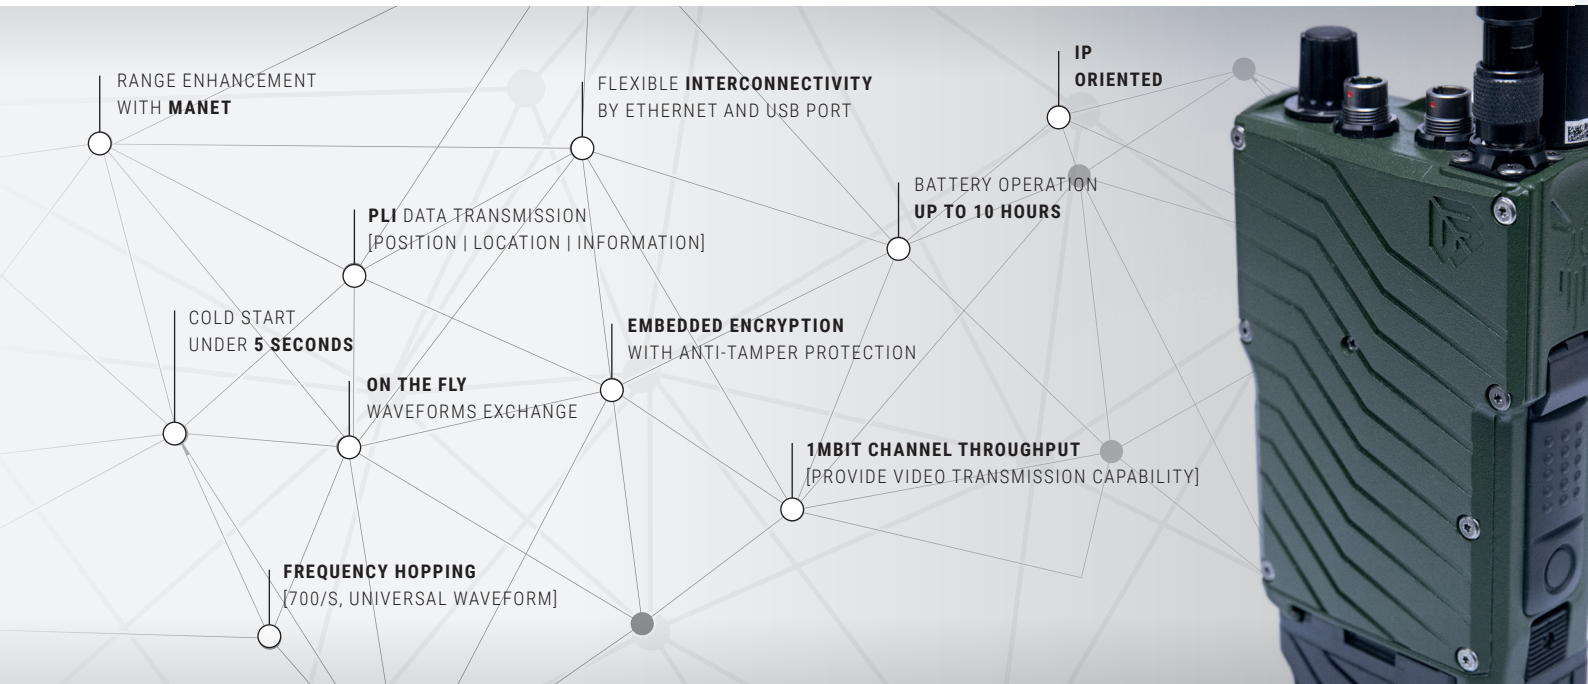 RANGE ENHANCEMENT
WITH MANET
FLEXIBLE INTERCONNECTIVITY
BY ETHERNET AND USB PORT
IP
ORIENTED
BATTERY OPERATION
UP TO 10 HOURS
PLI DATA TRANSMISSION
[POSITION | LOCATION | INFORMATION]
COLD START
UNDER 5 SECONDS
EMBEDDED ENCRYPTION
WITH ANTI-TAMPER PROTECTION
ON THE FLY
WAVEFORMS EXCHANGE
1MBIT CHANNEL THROUGHPUT
[PROVIDE VIDEO TRANSMISSION CAPABILITY]
FREQUENCY HOPPING
[700/S, UNIVERSAL WAVEFORM]